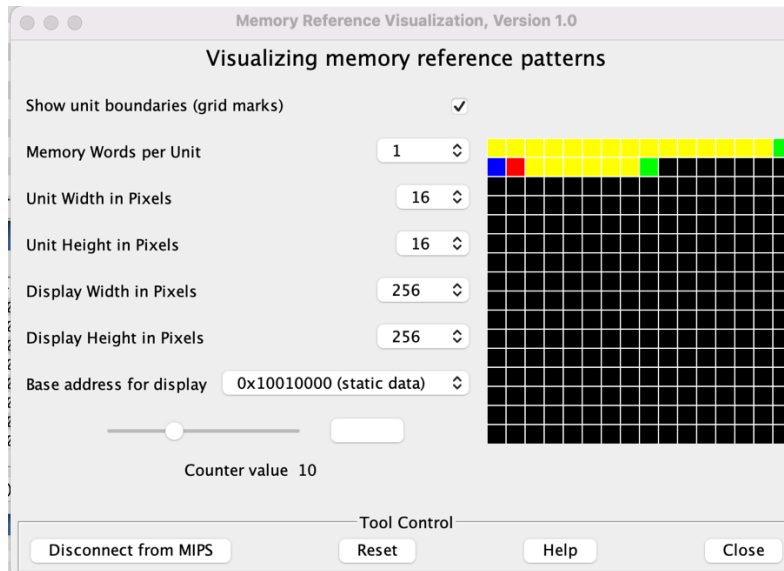 Memory Reference Visualization, Version 1.0
Visualizing memory reference patterns
Show unit boundaries (grid marks)
Memory Words per Unit 1
Unit Width in Pixels 16
Unit Height in Pixels 16
Display Width in Pixels 256
Display Height in Pixels 256
Base address for display 0x10010000 (static data)
Counter value 10
Tool Control
Disconnect from MIPS Reset Help Close